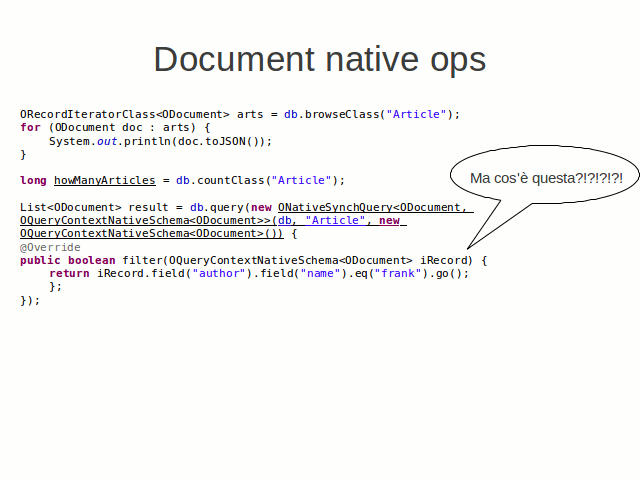 Document native ops
ORecordIteratorClass<ODocument> arts = db.browseClass("Article");
for (ODocument doc : arts) {
System.out.println(doc.toJSON());
}
long howManyArticles = db.countClass("Article");
Ma cos'è questa?!?!?!?!
List<ODocument> result = db.query(new ONativeSynchQuery<ODocument,
OQueryContextNativeSchema<ODocument>>(db, "Article", new
OQueryContextNativeSchema<ODocument>()) {
@Override
public boolean filter(OQueryContextNativeSchema<ODocument> iRecord) {
return iRecord.field("author").field("name").eq("frank").go();
};
});